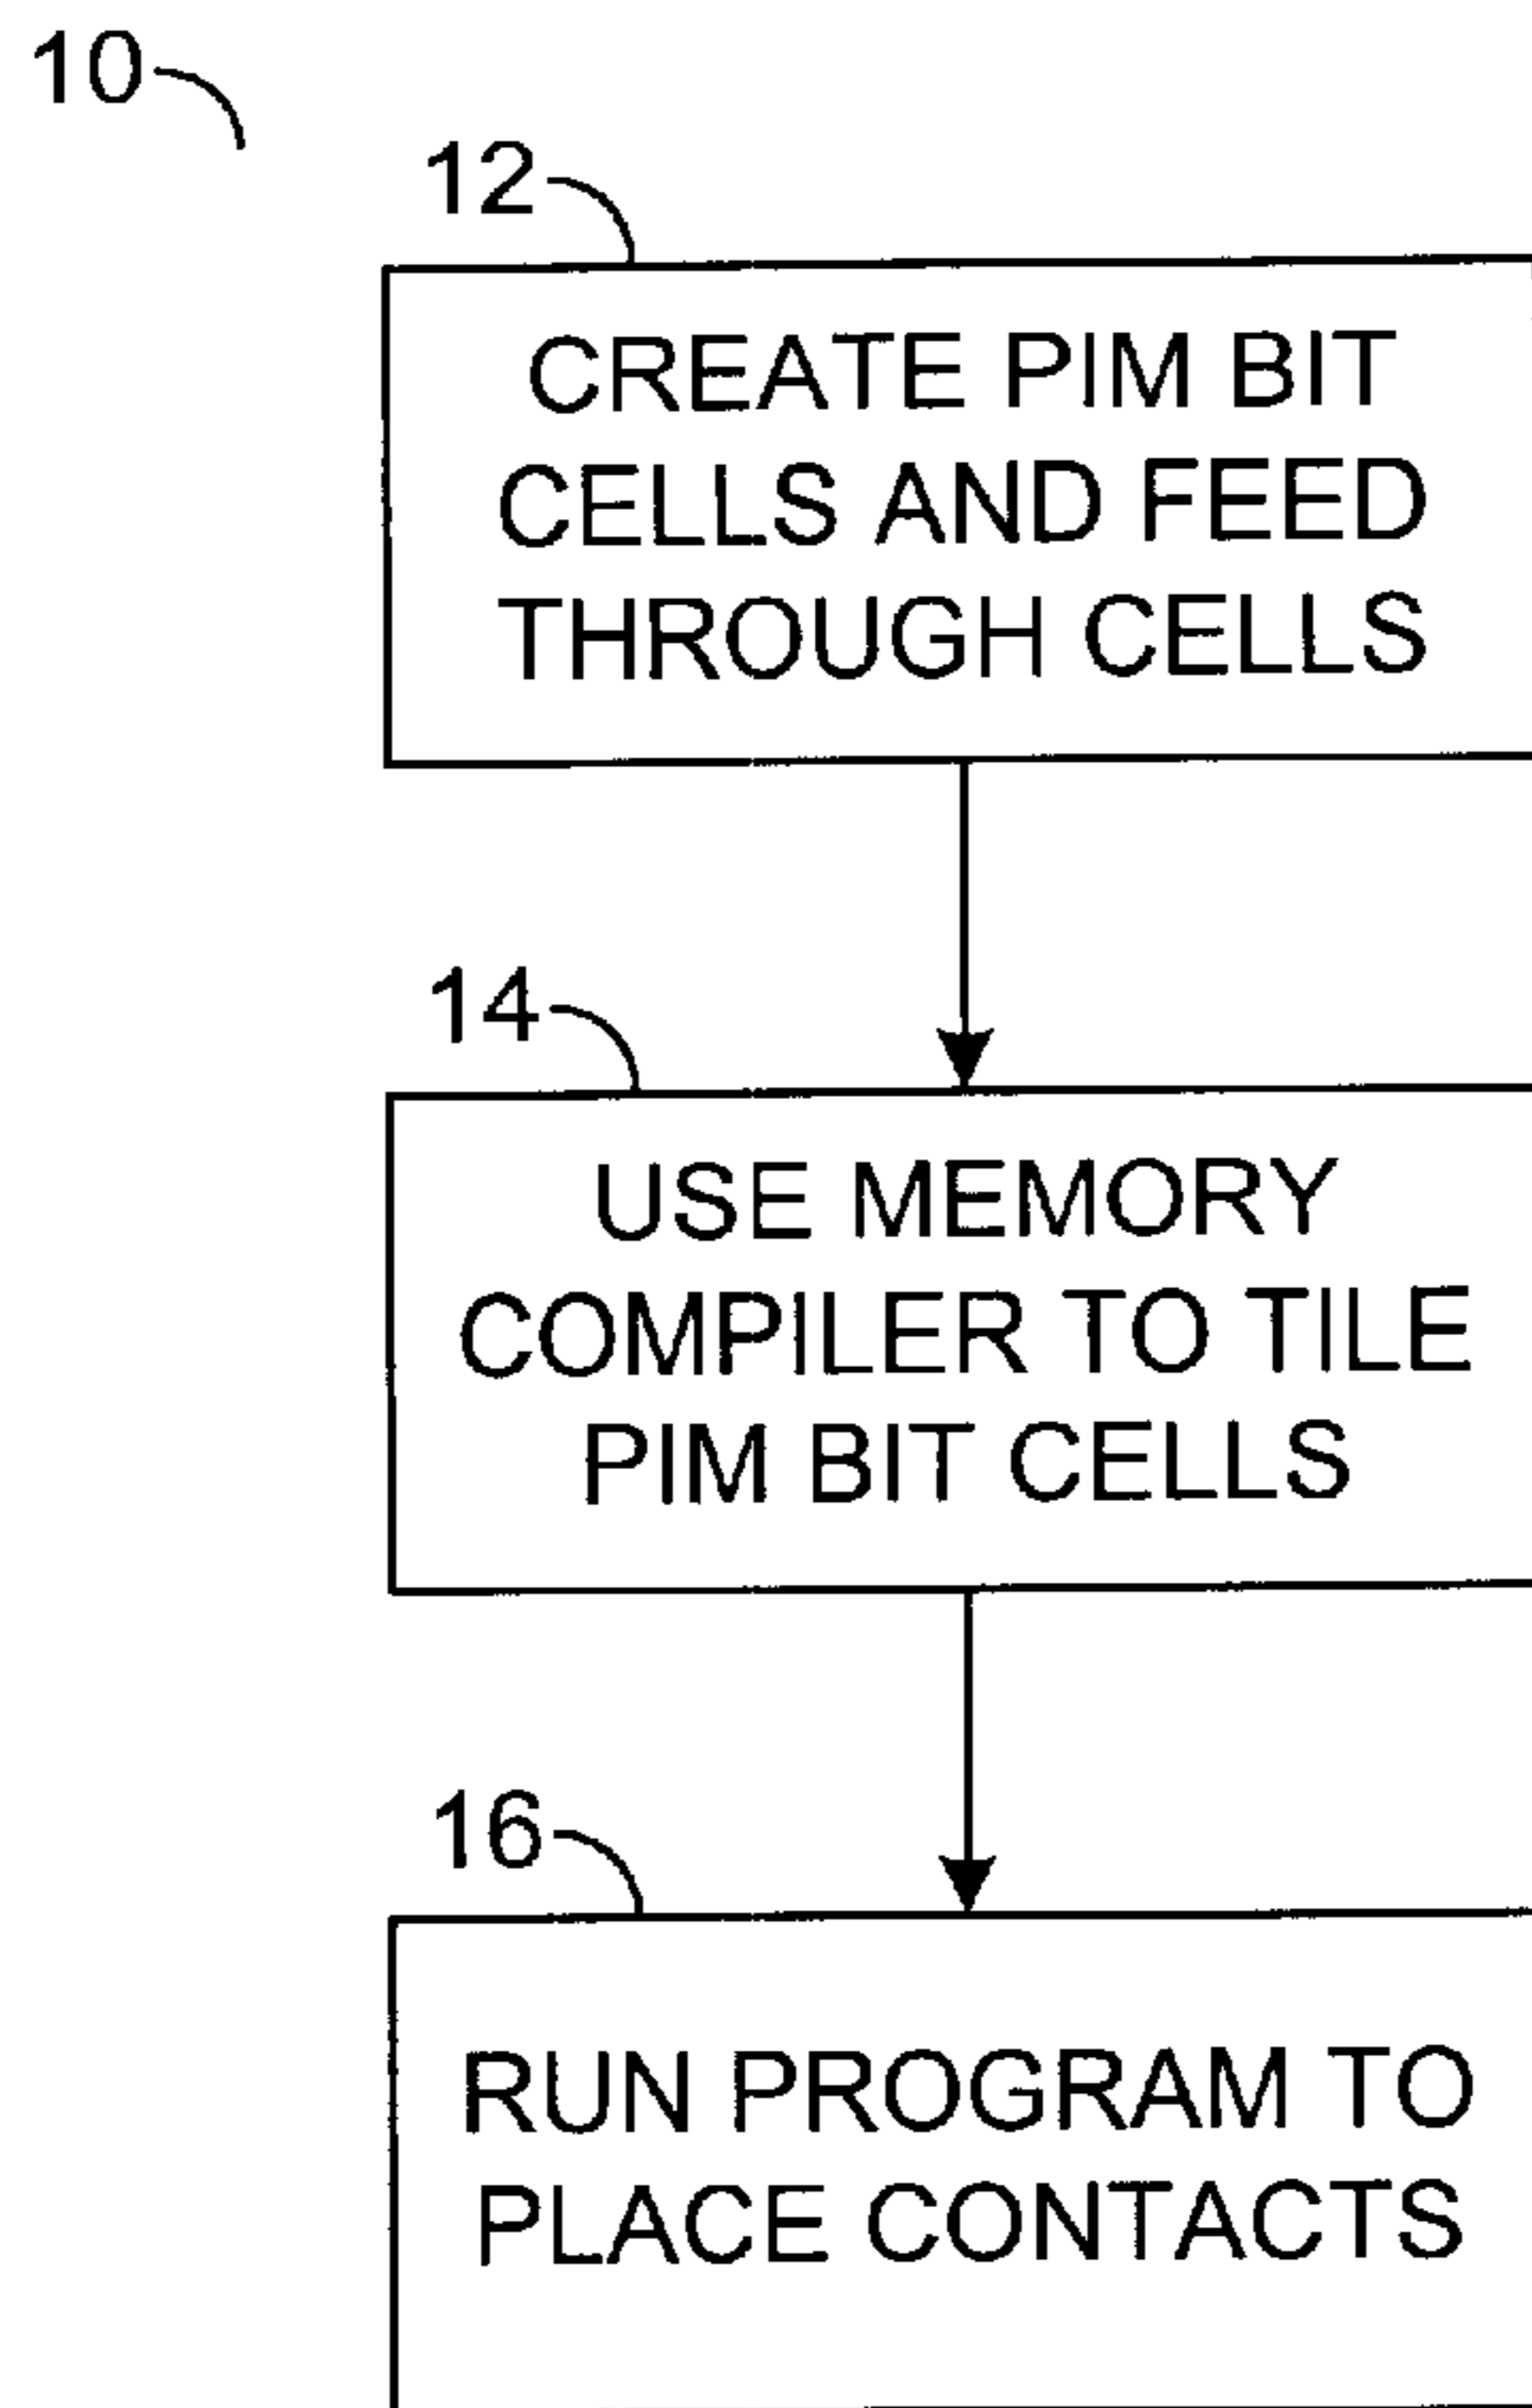 10
12
CREATE PIM BIT
CELLS AND FEED
THROUGH CELLS
14
USE MEMORY
COMPILER TO TILE
PIM BIT CELLS
16
RUN PROGRAM TO
PLACE CONTACTS